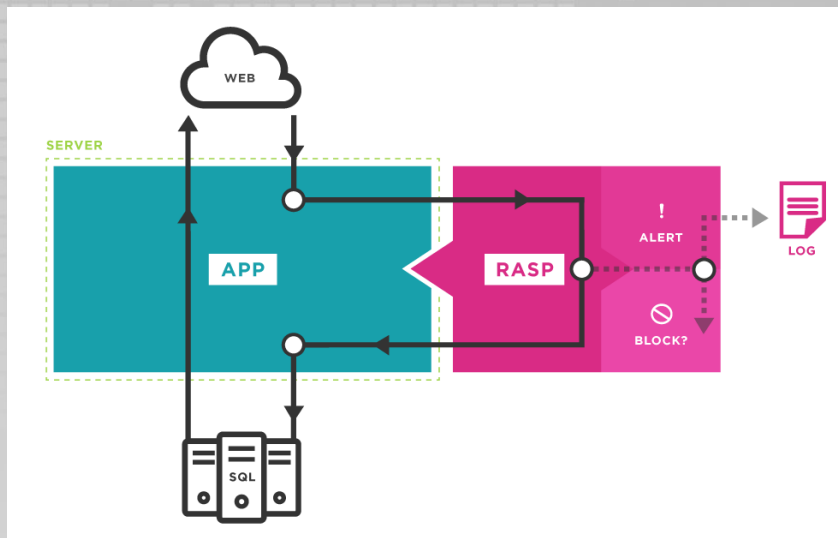 WEB
SERVER
!
ALERT
APP
RASP
LOG
BLOCK?
SQL